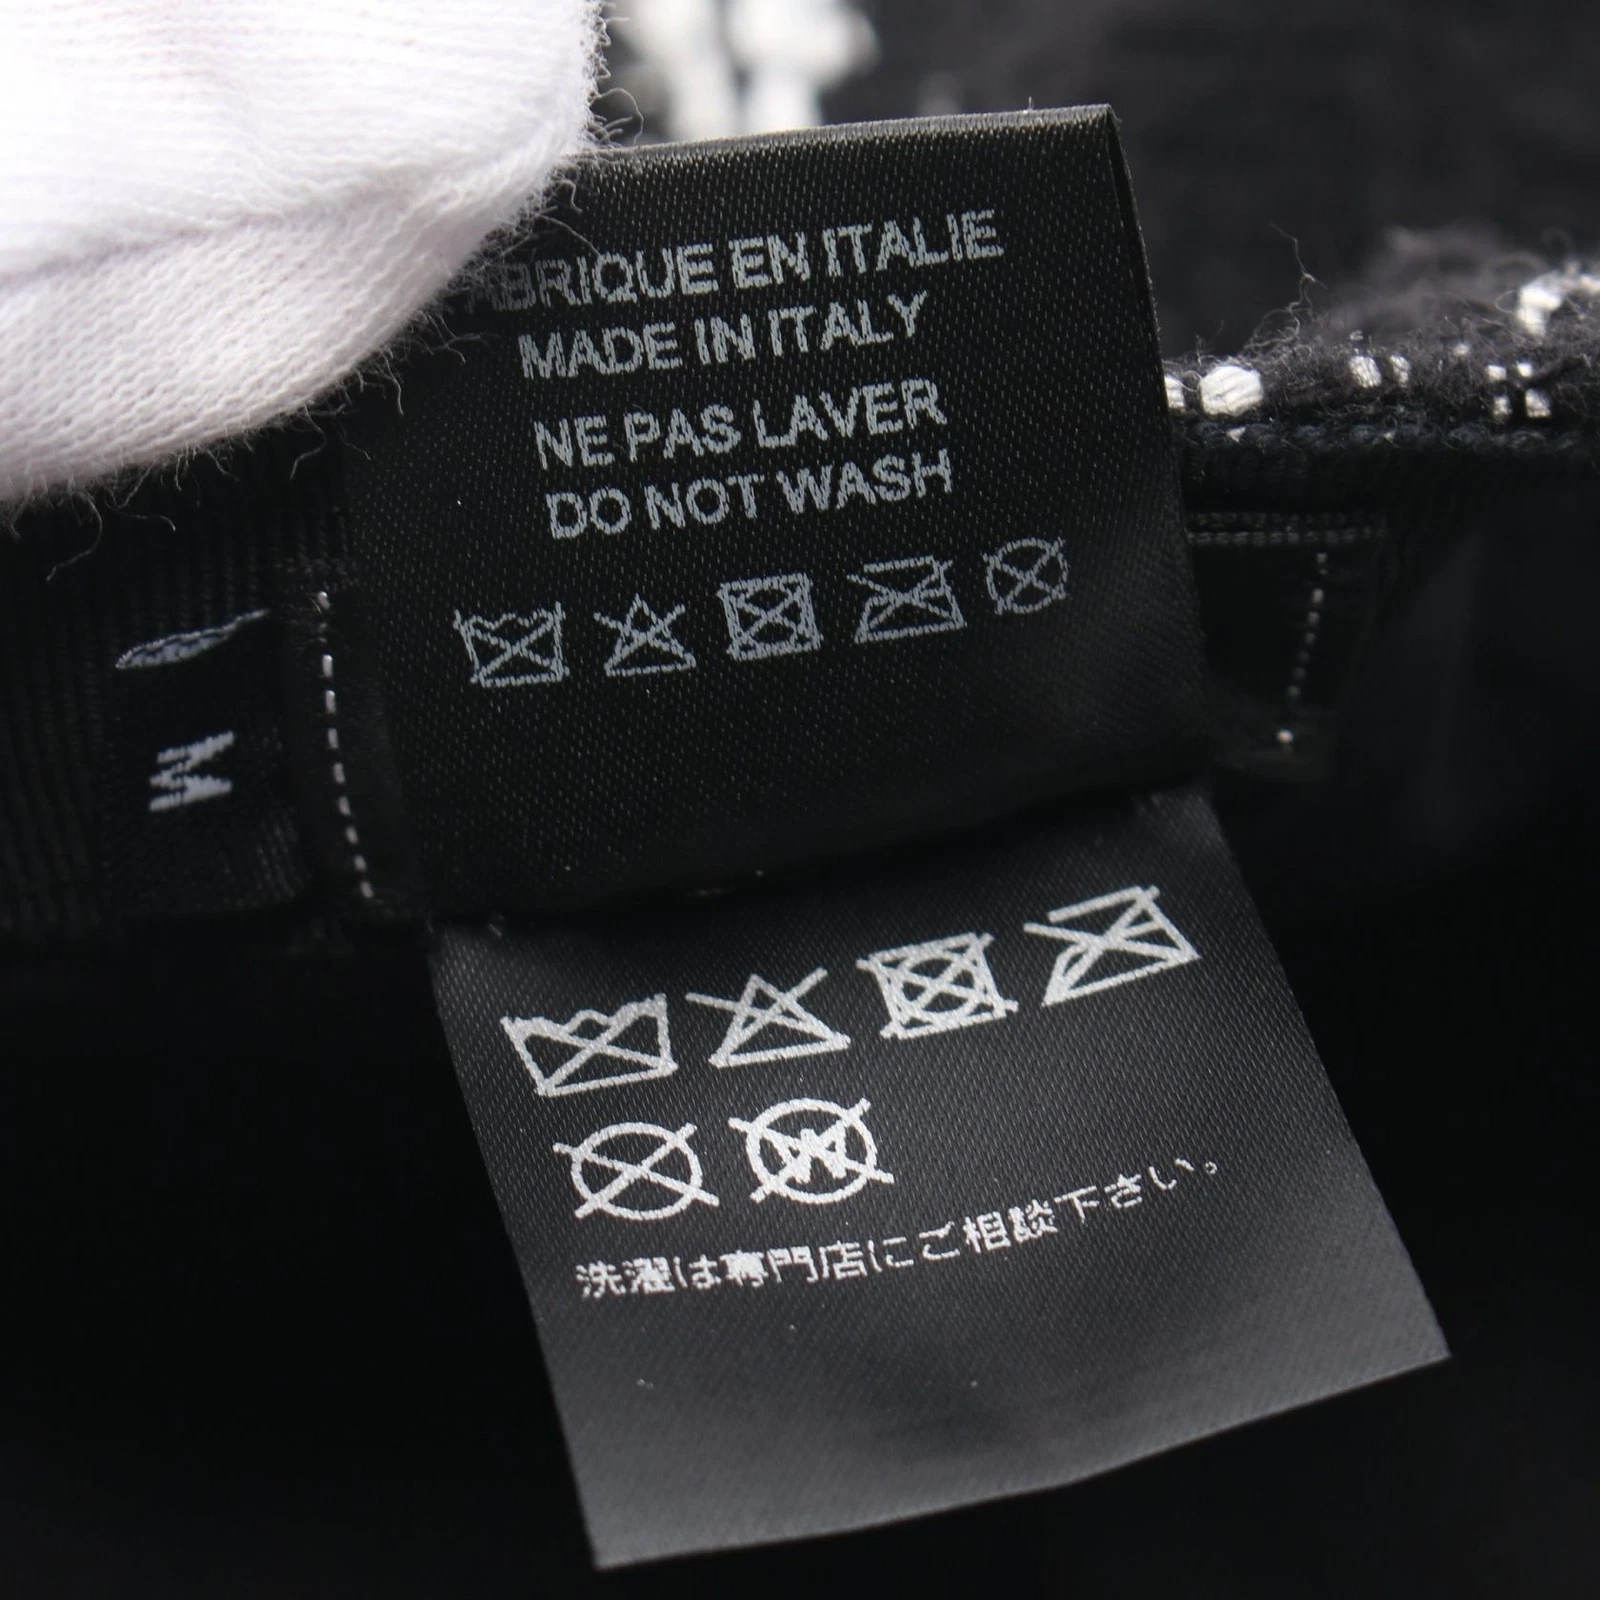 FABRIQUE EN ITALIE
MADE IN ITALY
NE PAS LAVER
DO NOT WASH
M
W
洗濯は専門店にご相談下さい。